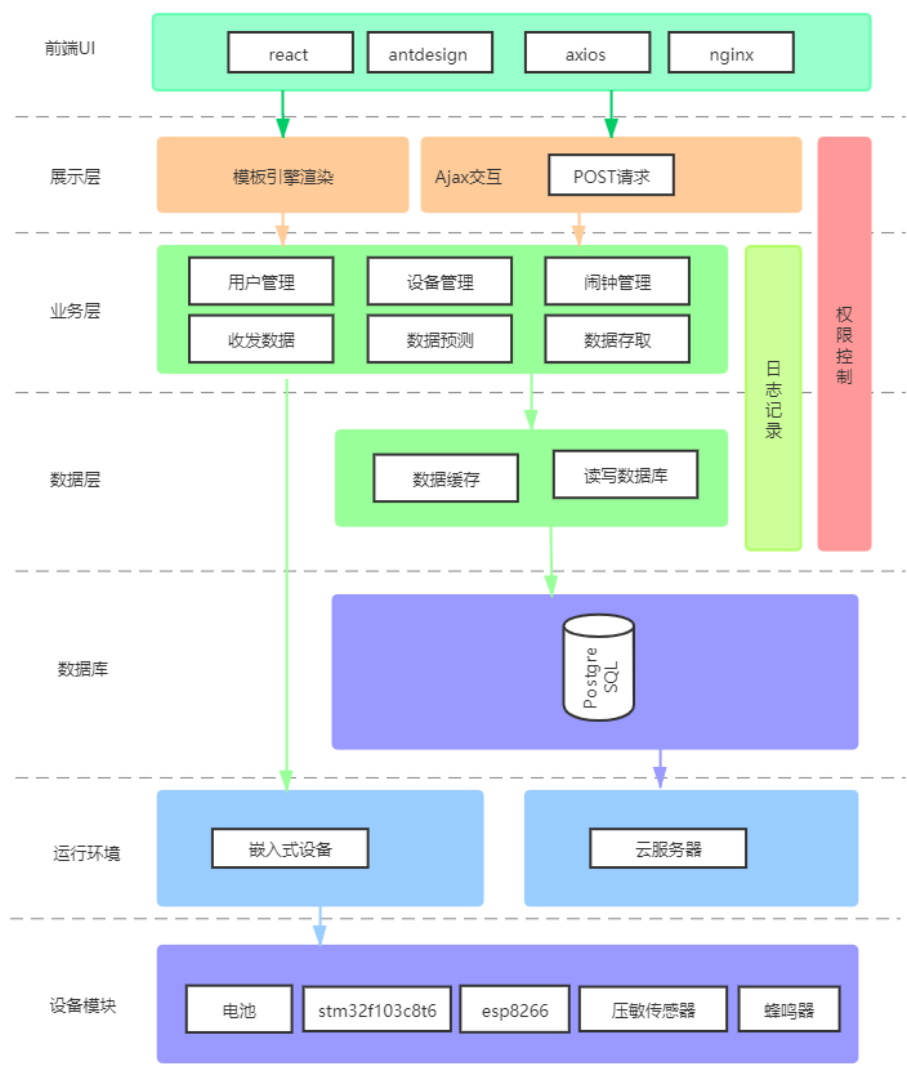 前端UI
react
antdesign
axios
nginx
展示层
模板引擎渲染
Ajax交互
POST请求
权限控制
业务层
用户管理
设备管理
闹钟管理
收发数据
数据预测
数据存取
日志记录
数据层
数据缓存
读写数据库
数据库
Postgre
SQL
运行环境
嵌入式设备
云服务器
设备模块
电池
stm32f103c8t6
esp8266
压敏传感器
蜂鸣器